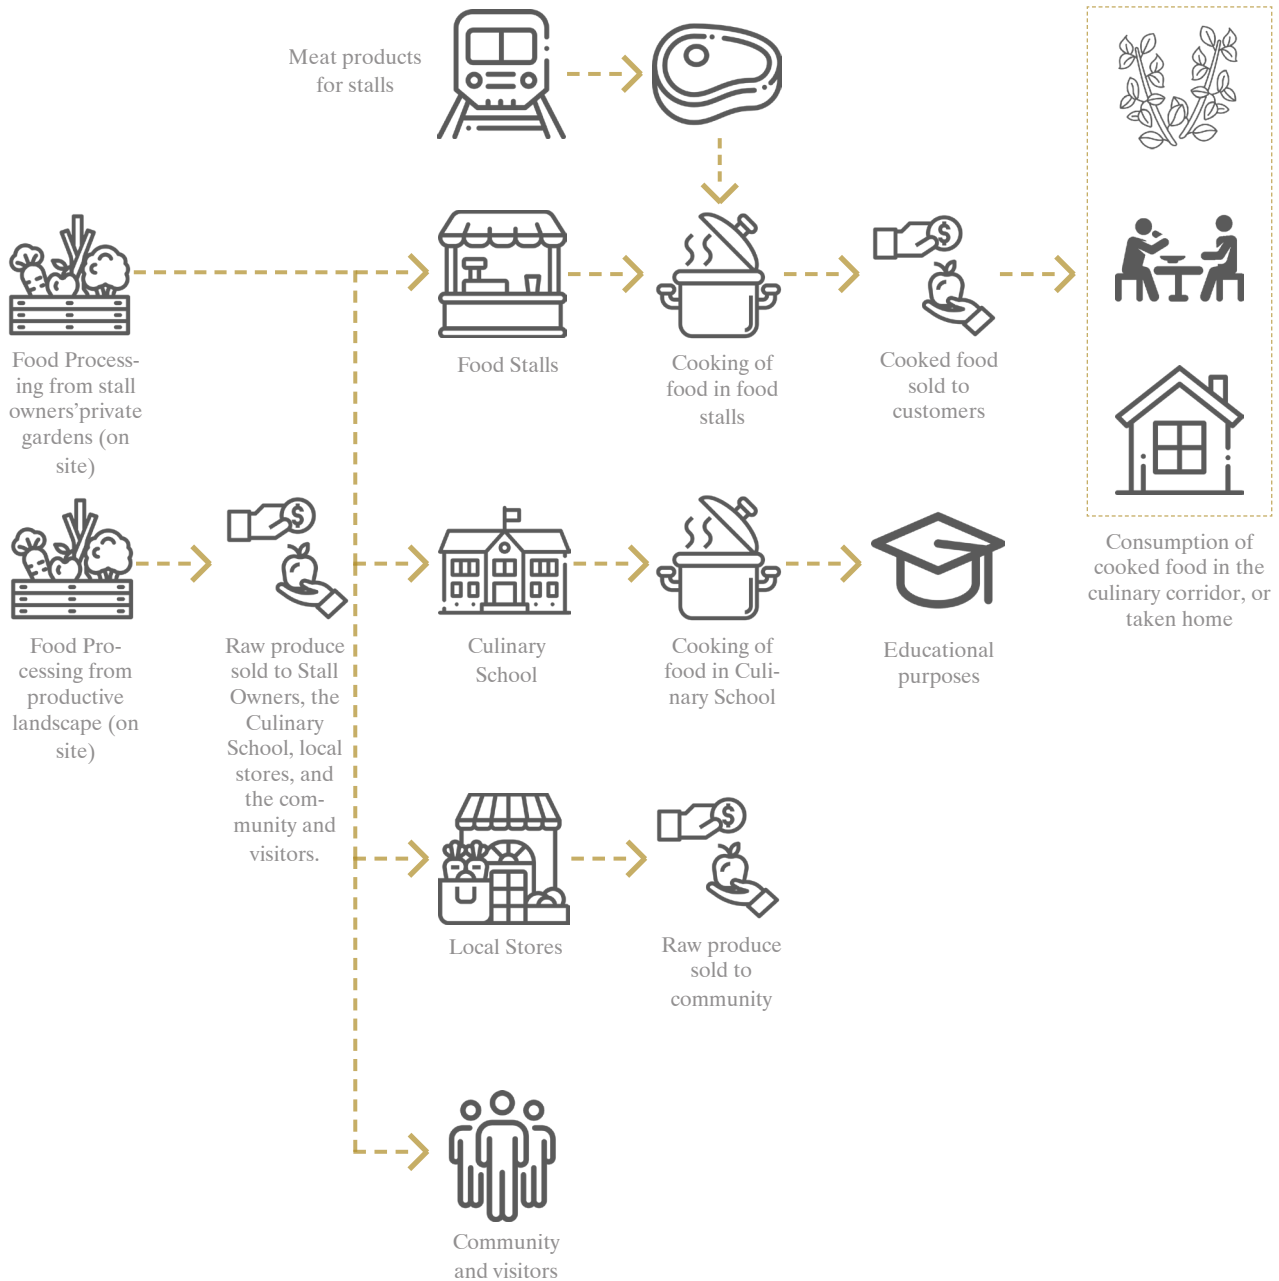 Meat products
for stalls
Food Process-
ing from stall
owners'private
gardens (on
site)
Food Stalls
Cooking of
food in food
stalls
Cooked food
sold to
customers
Consumption of
cooked food in the
culinary corridor, or
taken home
Food Pro-
cessing from
productive
landscape (on
site)
Raw produce
sold to Stall
Owners, the
Culinary
School, local
stores, and
the com-
munity and
visitors.
Culinary
School
Cooking of
food in Culi-
nary School
Educational
purposes
Local Stores
Raw produce
sold to
community
Community
and visitors